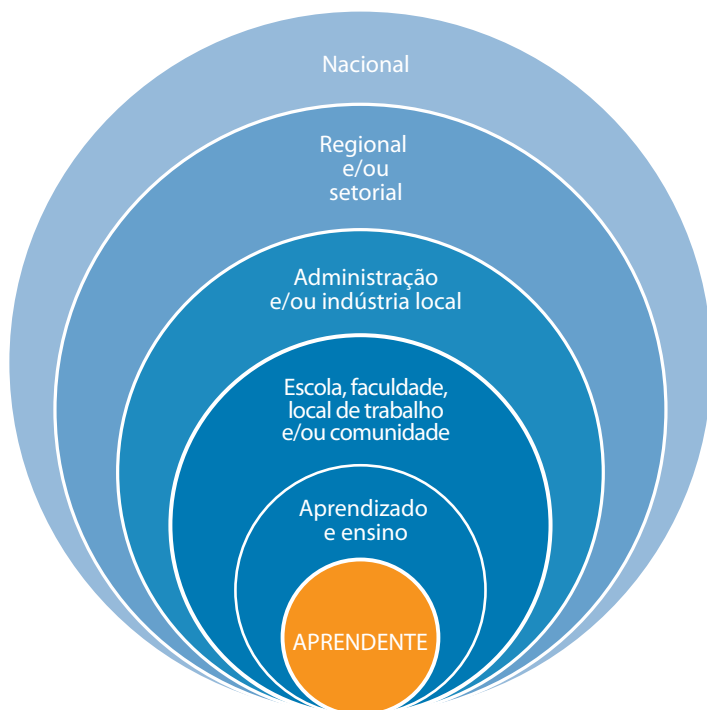 Nacional
Regional
e/ou
setorial
Administração
e/ou indústria local
Escola, faculdade,
local de trabalho
e/ou comunidade
Aprendizado
e ensino
APRENDENTE